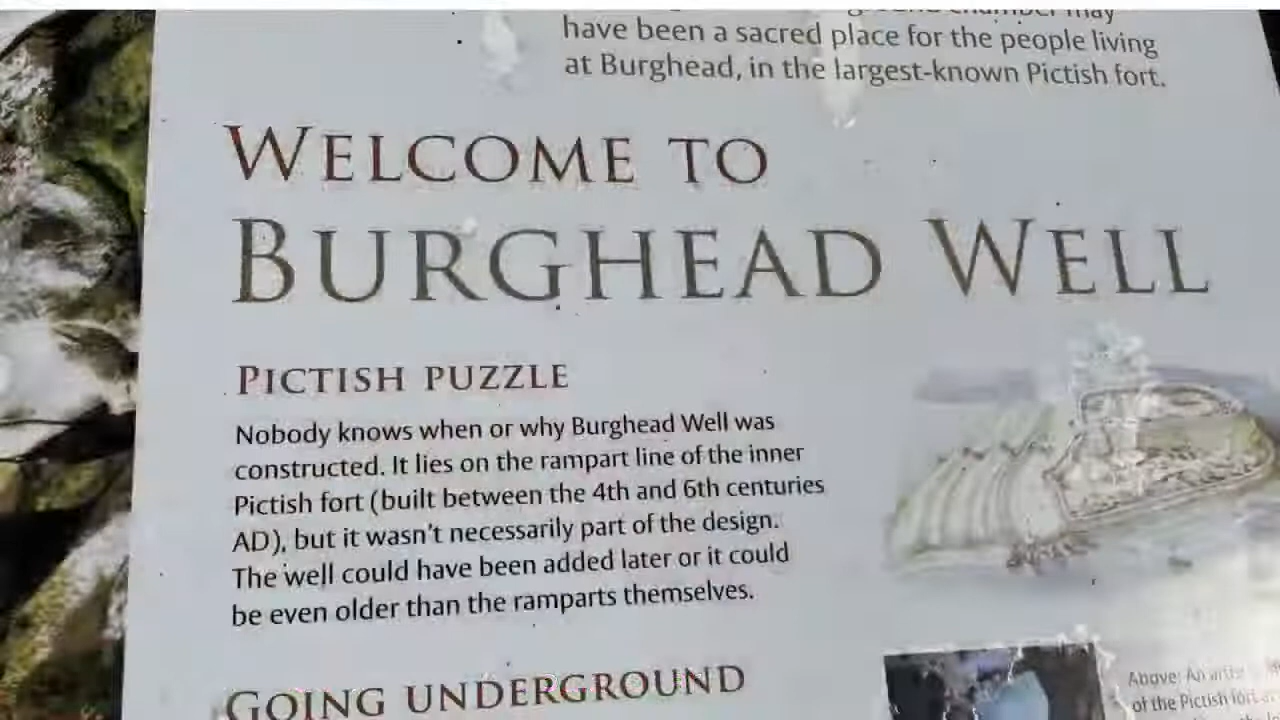 chamber may
have been a sacred place for the people living
at Burghead, in the largest-known Pictish fort.
WELCOME TO
BURGHEAD WELL
PICTISH PUZZLE
Nobody knows when or why Burghead Well was
constructed. It lies on the rampart line of the inner
Pictish fort (built between the 4th and 6th centuries
AD), but it wasn't necessarily part of the design.
The well could have been added later or it could
be even older than the ramparts themselves.
GOING UNDERGROUND
Above: An
of the Pictish fort